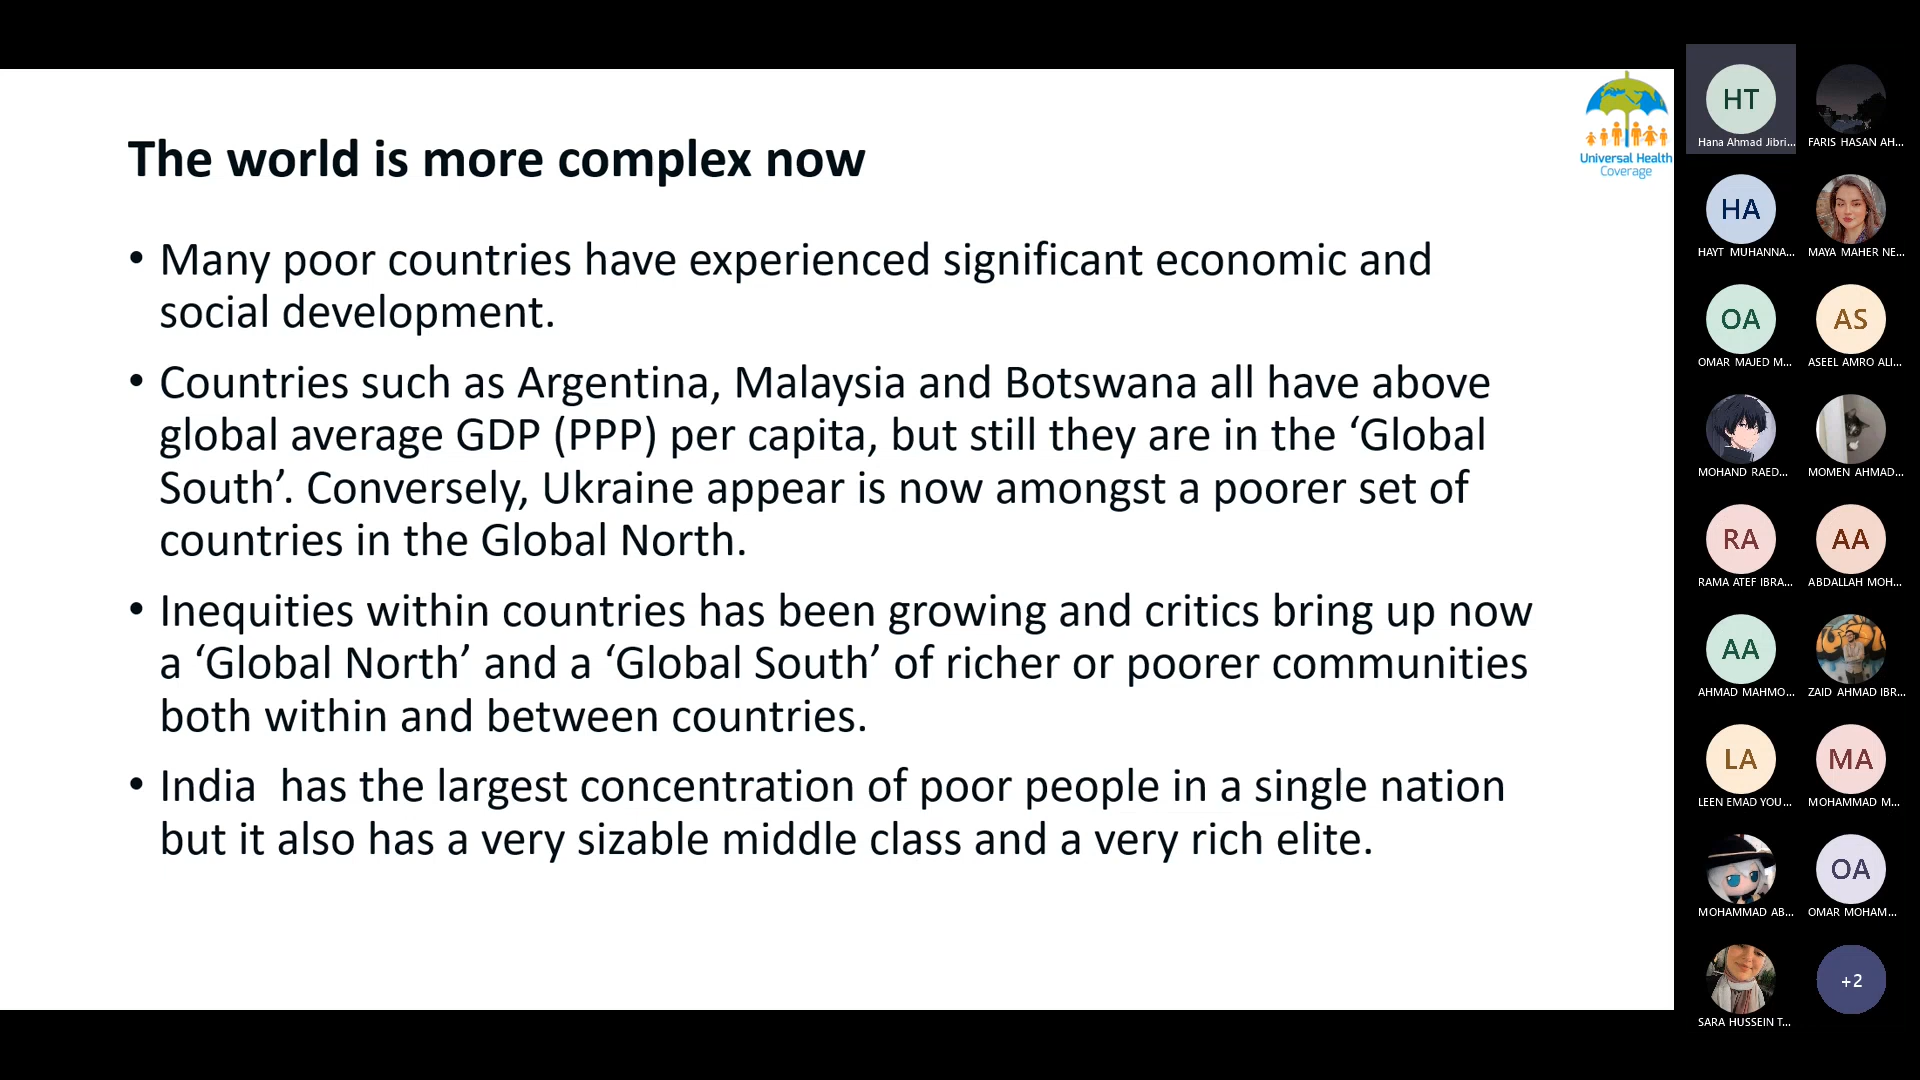 The world is more complex now
• Many poor countries have experienced significant economic and
social development.
• Countries such as Argentina, Malaysia and Botswana all have above
global average GDP (PPP) per capita, but still they are in the ‘Global
South’. Conversely, Ukraine appear is now amongst a poorer set of
countries in the Global North.
• Inequities within countries has been growing and critics bring up now
a ‘Global North’ and a ‘Global South’ of richer or poorer communities
both within and between countries.
• India  has the largest concentration of poor people in a single nation
but it also has a very sizable middle class and a very rich elite.
Universal Health
Coverage
HT
Hana Ahmad Jibri...
FARIS HASAN AH...
HA
HAYT MUHANNA...
MAYA MAHER NE...
OA
OMAR MAJED M...
AS
ASEEL AMRO ALI...
MOHAND RAED...
MOMEN AHMAD...
RA
RAMA ATEF IBRA...
AA
ABDALLAH MOH...
AA
AHMAD MAHMO...
ZAID AHMAD IBR...
LA
LEEN EMAD YOU...
MA
MOHAMMAD M...
MOHAMMAD AB...
OA
OMAR MOHAM...
SARA HUSSEIN T...
+2